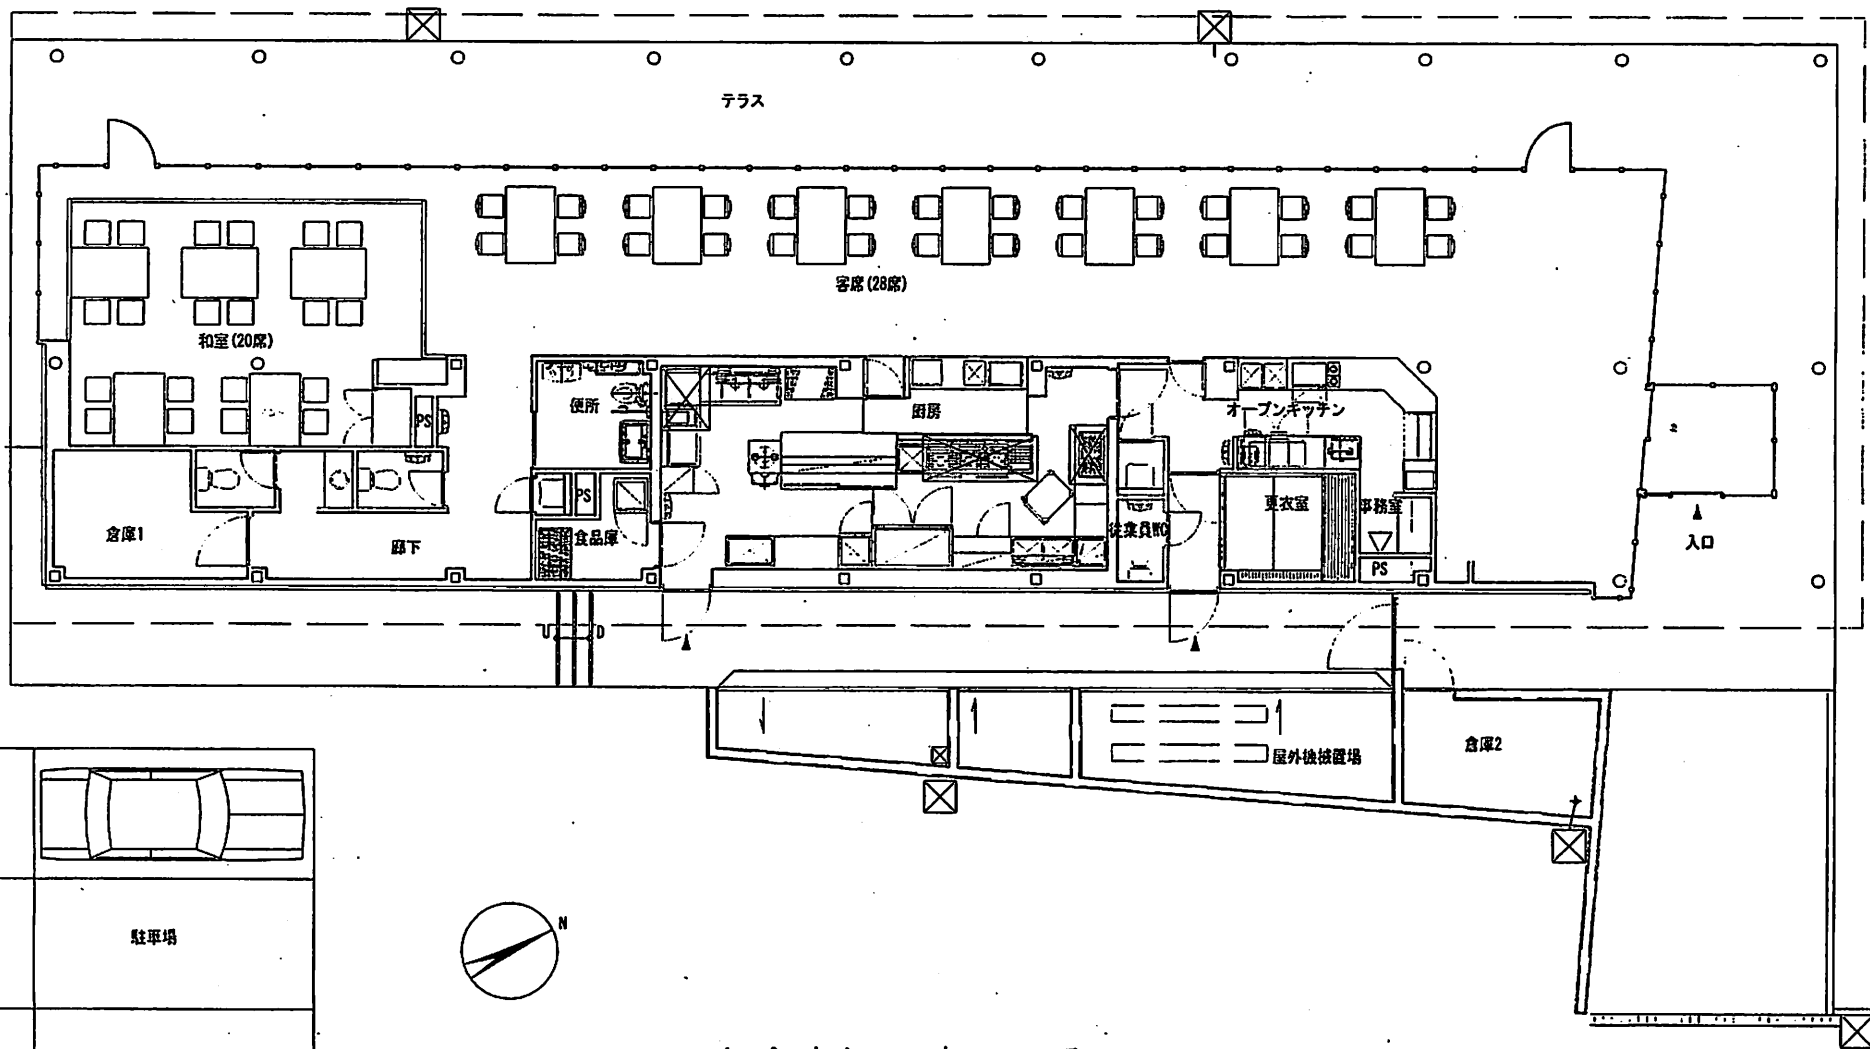 テラス
客席(28席)
和室(20席)
PS
便所
厨房
オープンキッチン
PS
倉庫1
廊下
食品庫
従業員WC
更衣室
事務室
PS
入口
U
D
屋外機械置場
倉庫2
駐車場
N